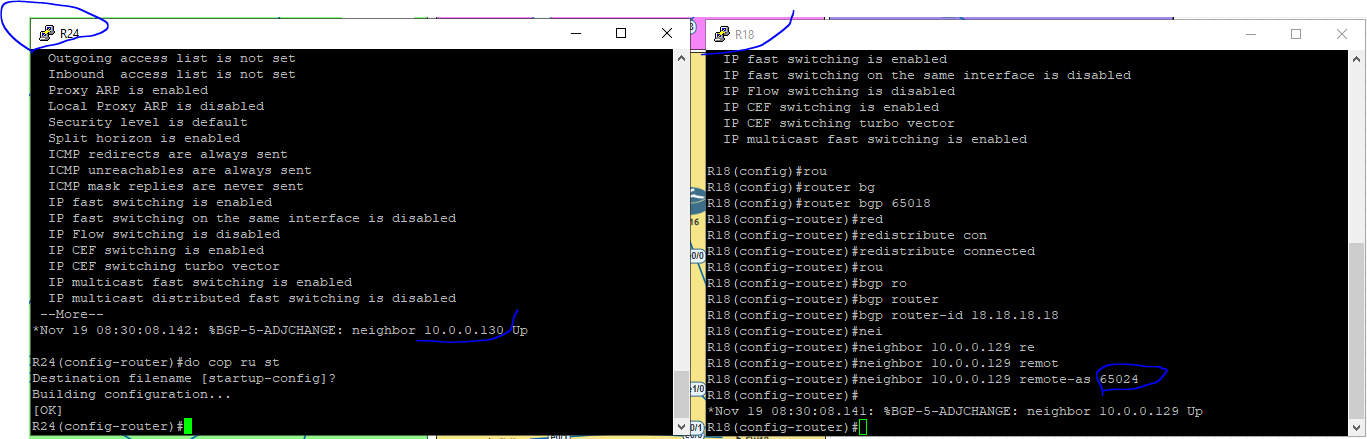 R24
Outgoing access list is not set
Inbound  access list is not set
Proxy ARP is enabled
Local Proxy ARP is disabled
Security level is default
Split horizon is enabled
ICMP redirects are always sent
ICMP unreachables are always sent
ICMP mask replies are never sent
IP fast switching is enabled
IP fast switching on the same interface is disabled
IP Flow switching is disabled
IP CEF switching is enabled
IP CEF switching turbo vector
IP multicast fast switching is enabled
IP multicast distributed fast switching is disabled
--More--
*Nov 19 08:30:08.142: %BGP-5-ADJCHANGE: neighbor 10.0.0.130 Up
R24(config-router)#do cop ru st
Destination filename [startup-config]?
Building configuration...
[OK]
R24(config-router)#
R18
IP fast switching is enabled
IP fast switching on the same interface is disabled
IP Flow switching is disabled
IP CEF switching is enabled
IP CEF switching turbo vector
IP multicast fast switching is enabled
R18(config)#rou
R18(config)#router bg
R18(config)#router bgp 65018
R18(config-router)#red
R18(config-router)#redistribute con
R18(config-router)#redistribute connected
R18(config-router)#rou
R18(config-router)#bgp ro
R18(config-router)#bgp router
R18(config-router)#bgp router-id 18.18.18.18
R18(config-router)#nei
R18(config-router)#neighbor 10.0.0.129 re
R18(config-router)#neighbor 10.0.0.129 remot
R18(config-router)#neighbor 10.0.0.129 remote-as 65024
R18(config-router)#
*Nov 19 08:30:08.141: %BGP-5-ADJCHANGE: neighbor 10.0.0.129 Up
R18(config-router)#